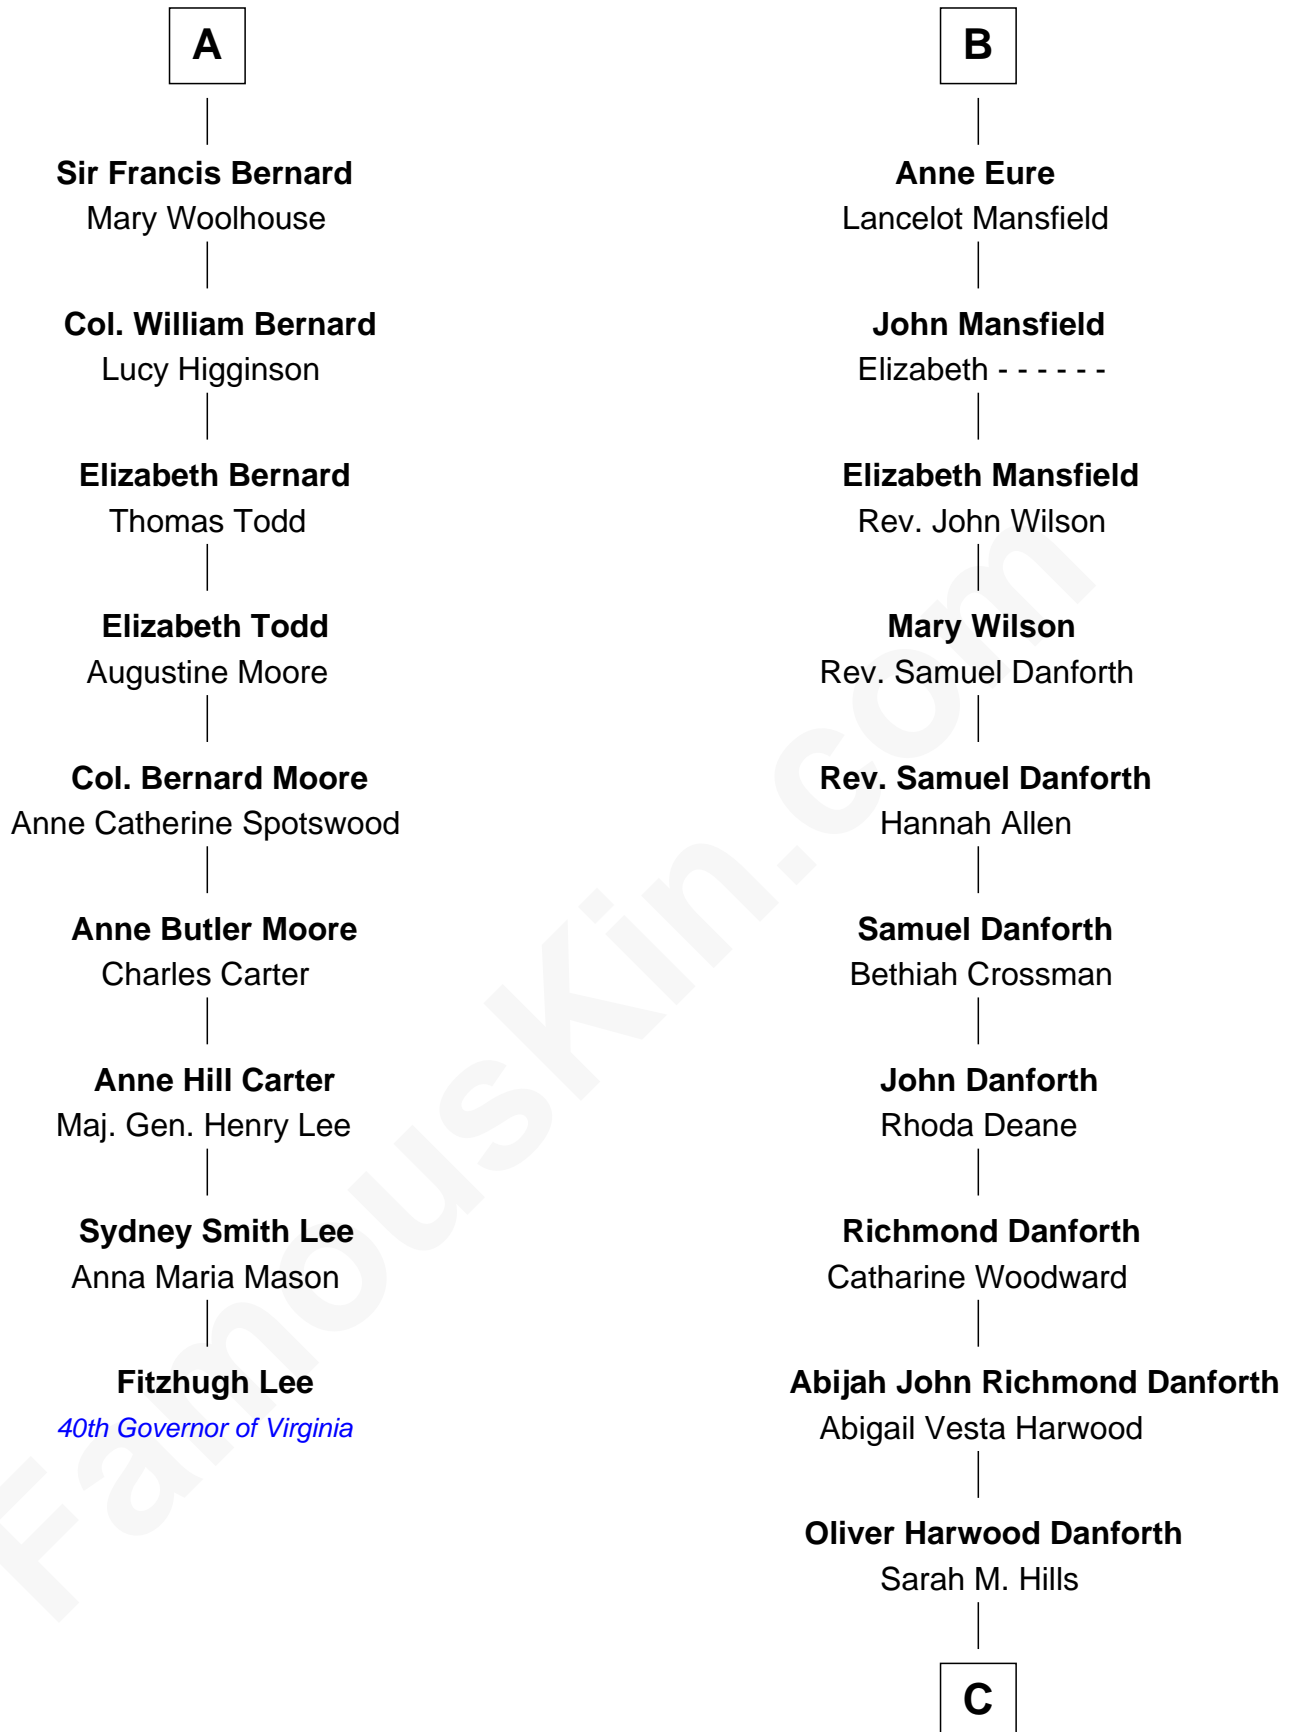 A
Sir Francis Bernard
Mary Woolhouse
Col. William Bernard
Lucy Higginson
Elizabeth Bernard
Thomas Todd
Elizabeth Todd
Augustine Moore
Col. Bernard Moore
Anne Catherine Spotswood
Anne Butler Moore
Charles Carter
Anne Hill Carter
Maj. Gen. Henry Lee
Sydney Smith Lee
Anna Maria Mason
Fitzhugh Lee
40th Governor of Virginia
B
Anne Eure
Lancelot Mansfield
John Mansfield
Elizabeth - - - - - -
Elizabeth Mansfield
Rev. John Wilson
Mary Wilson
Rev. Samuel Danforth
Rev. Samuel Danforth
Hannah Allen
Samuel Danforth
Bethiah Crossman
John Danforth
Rhoda Deane
Richmond Danforth
Catharine Woodward
Abijah John Richmond Danforth
Abigail Vesta Harwood
Oliver Harwood Danforth
Sarah M. Hills
C
FamousKin.com